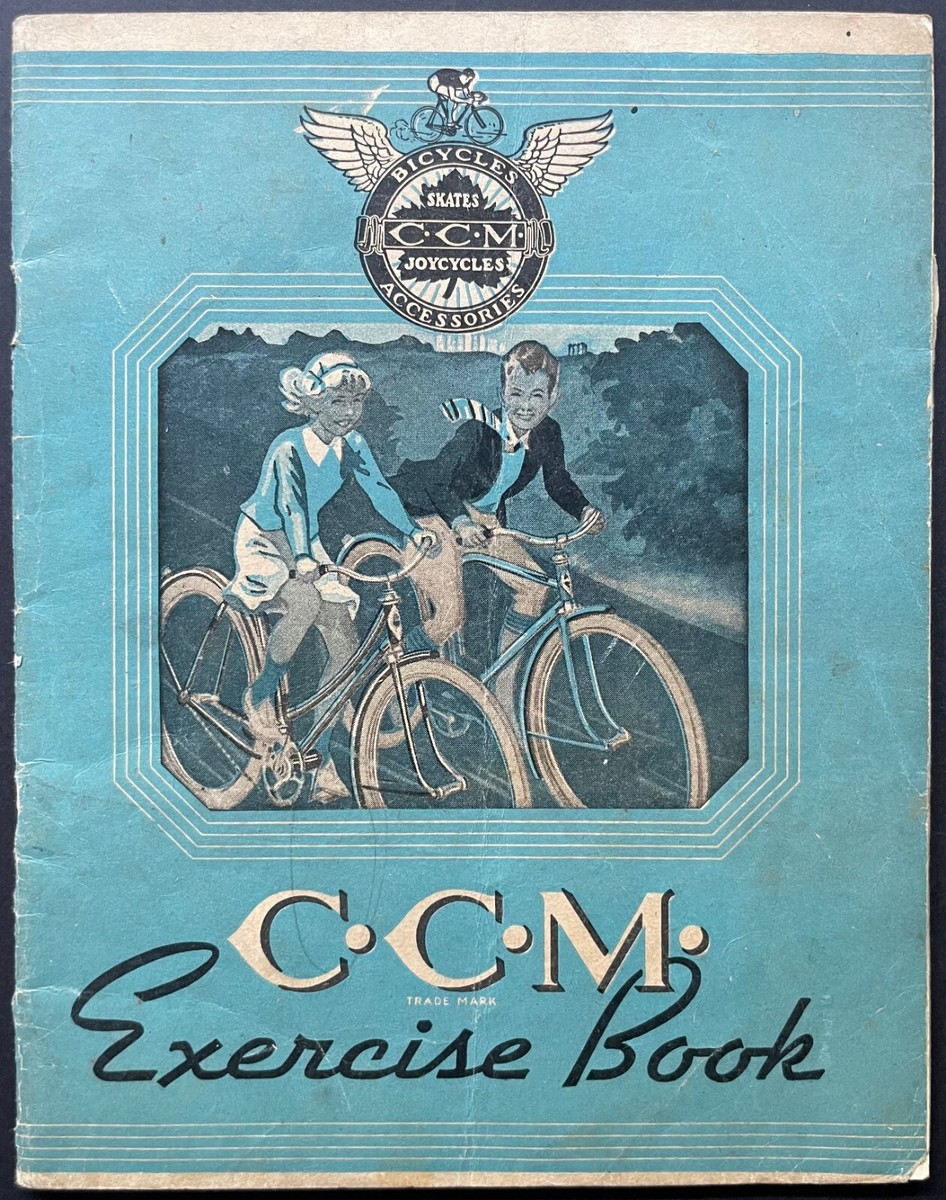 BICYCLES
SKATES
C·C·M·
JOYCYCLES
ACCESSORIES
C·C·M·
TRADE MARK
Exercise Book